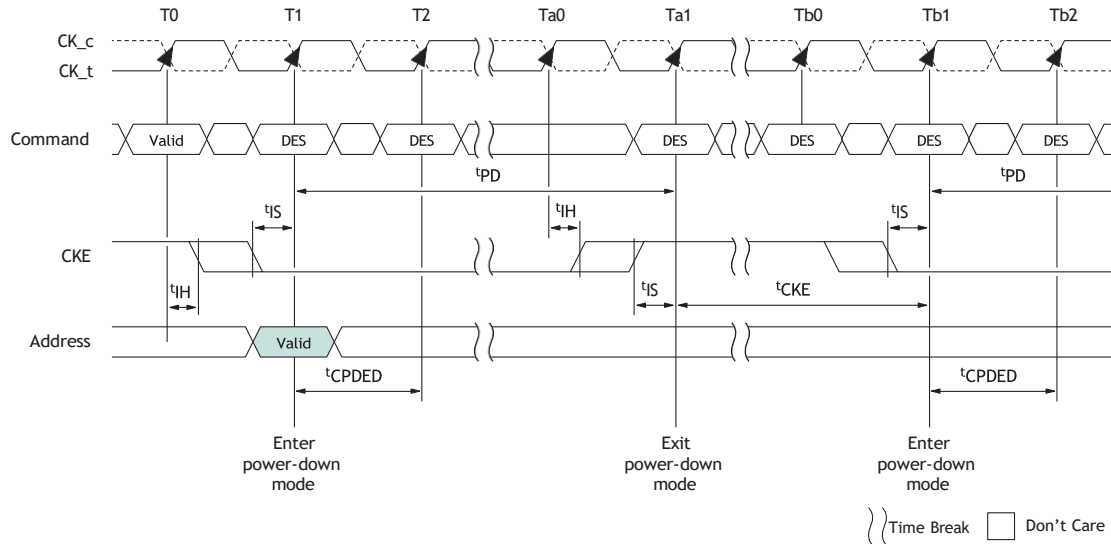 T0 T1 T2 Ta0 Ta1 Tb0 Tb1 Tb2
CK_c
CK_t
Command Valid DES DES DES DES DES DES
tPD tPD
tIS tIH tIS
CKE
tIH tIS tCKE
Address Valid
tCPDED tCPDED
Enter
power-down
mode
Exit
power-down
mode
Enter
power-down
mode
Time Break Don't Care